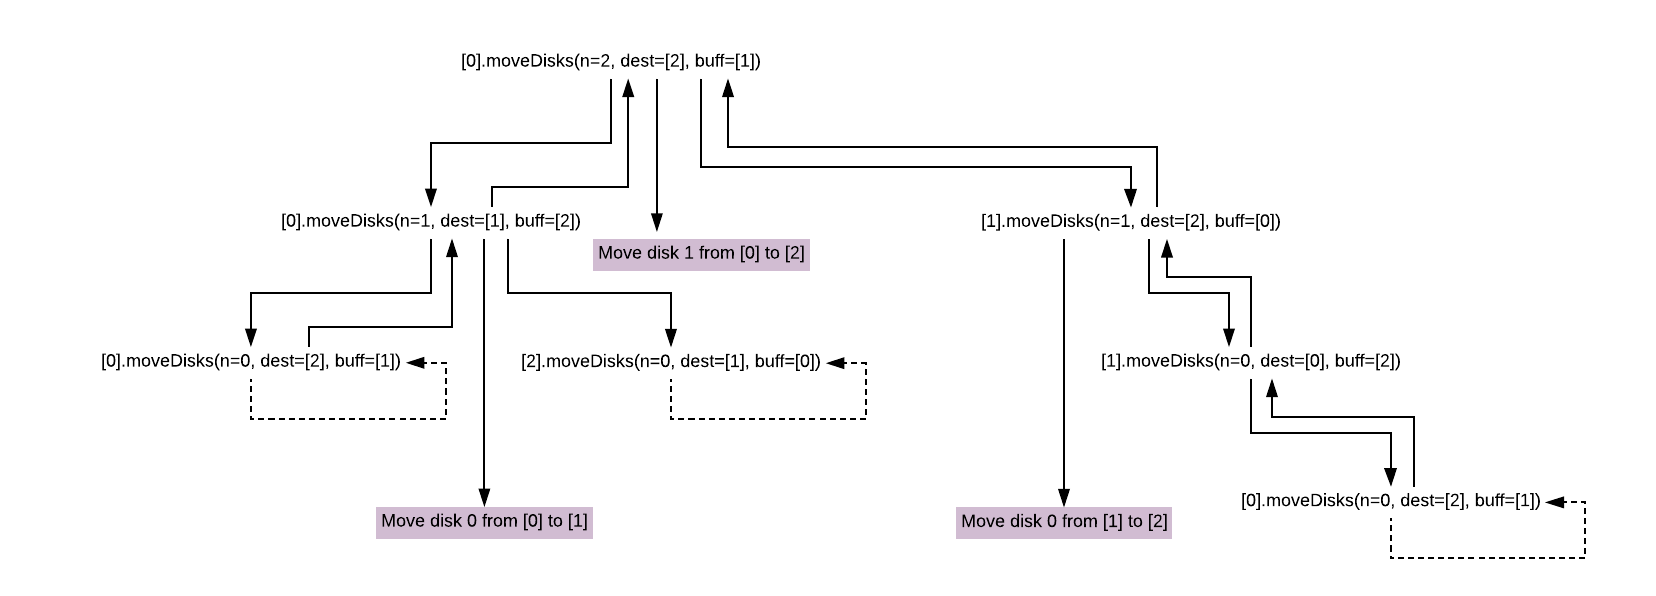 [0].moveDisks(n=2, dest=[2], buff=[1])
[0].moveDisks(n=1, dest=[1], buff=[2])
[1].moveDisks(n=1, dest=[2], buff=[0])
Move disk 1 from [0] to [2]
[0].moveDisks(n=0, dest=[2], buff=[1])
[2].moveDisks(n=0, dest=[1], buff=[0])
[1].moveDisks(n=0, dest=[0], buff=[2])
[0].moveDisks(n=0, dest=[2], buff=[1])
Move disk 0 from [0] to [1]
Move disk 0 from [1] to [2]